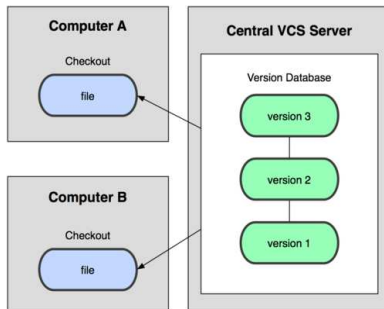 Computer A
Checkout
file
Computer B
Checkout
file
Central VCS Server
Version Database
version 3
version 2
version 1